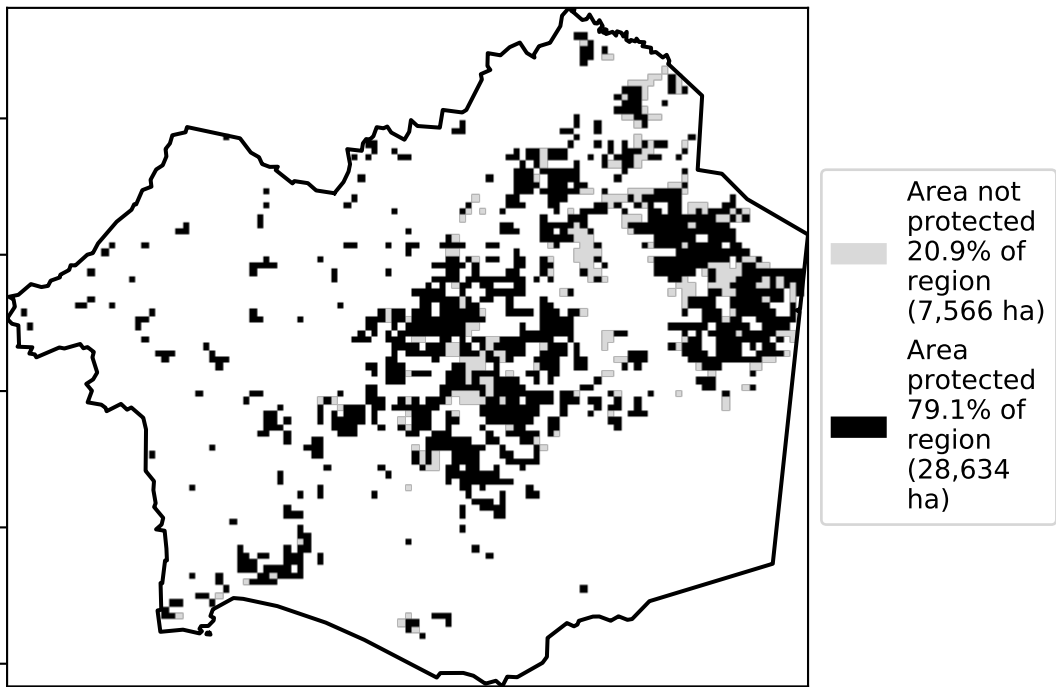 Area not
protected
20.9% of
region
(7,566 ha)
Area
protected
79.1% of
region
(28,634
ha)